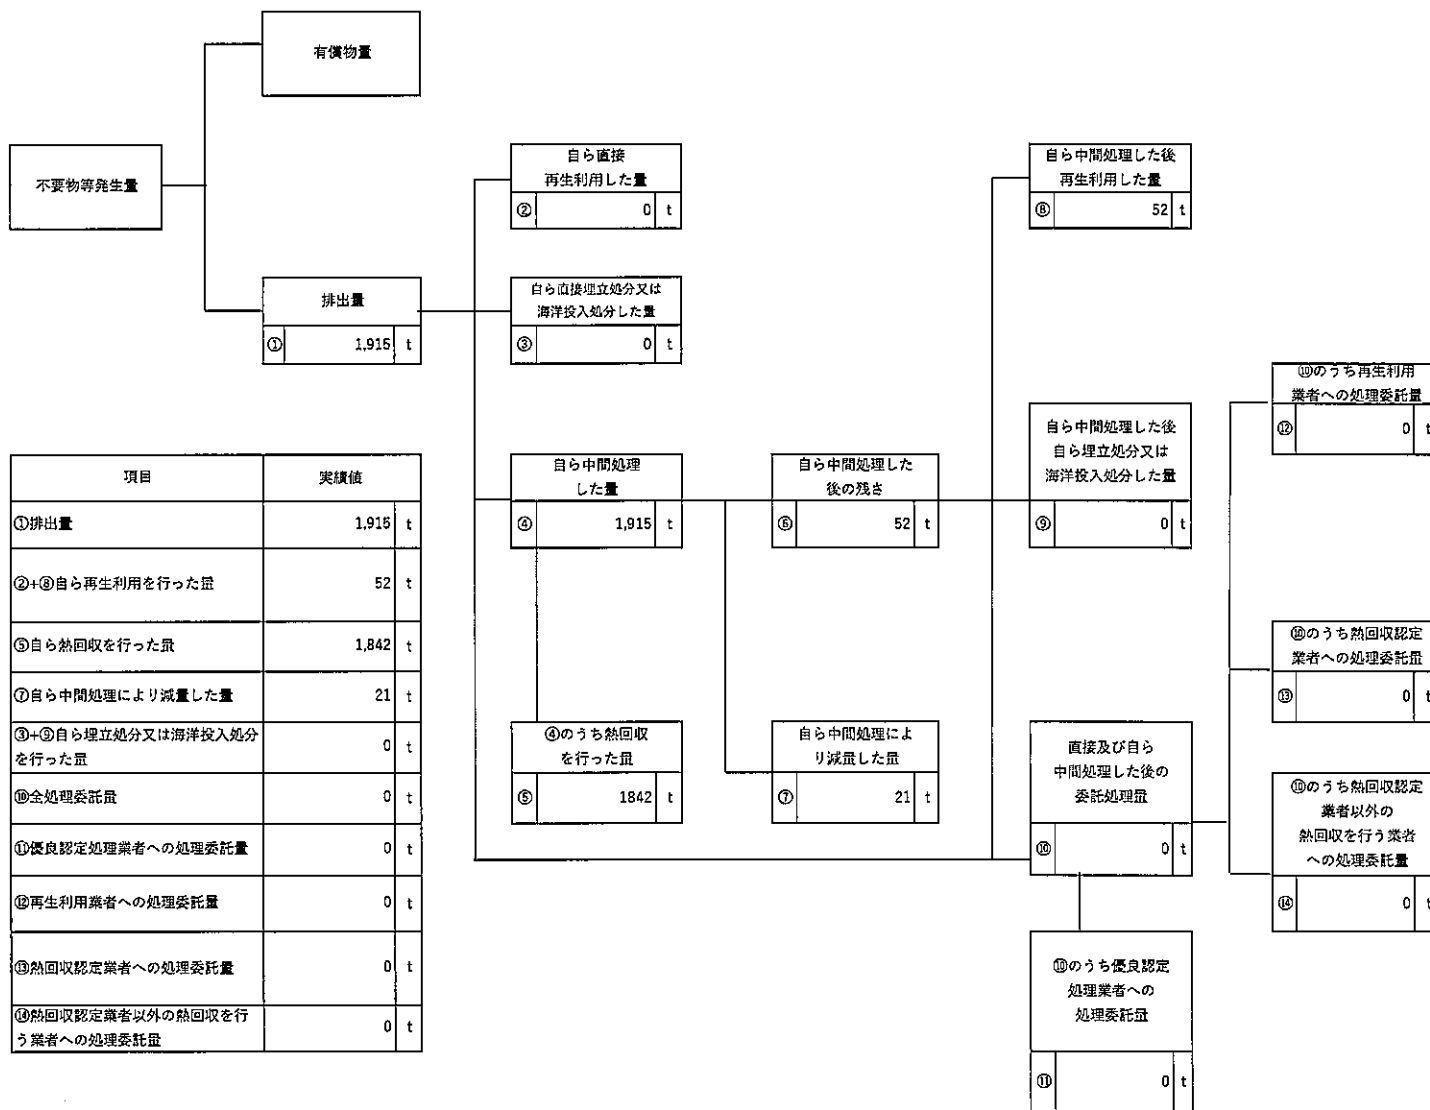 有償物量
不要物等発生量
排出量
① 1,915 t
自ら直接
再生利用した量
② 0 t
自ら直接埋立処分又は
海洋投入処分した量
③ 0 t
自ら中間処理
した量
④ 1,915 t
④のうち熱回収
を行った量
⑤ 1842 t
自ら中間処理した
後の残さ
⑥ 52 t
自ら中間処理によ
り減量した量
⑦ 21 t
自ら中間処理した後
再生利用した量
⑧ 52 t
自ら中間処理した後
自ら埋立処分又は
海洋投入処分した量
⑨ 0 t
直接及び自ら
中間処理した後の
委託処理量
⑩ 0 t
⑩のうち優良認定
処理業者への
処理委託量
⑪ 0 t
⑩のうち再生利用
業者への処理委託量
⑫ 0 t
⑩のうち熱回収認定
業者への処理委託量
⑬ 0 t
⑩のうち熱回収認定
業者以外の
熱回収を行う業者
への処理委託量
⑭ 0 t
項目 実績値
①排出量 1,915 t
②+⑧自ら再生利用を行った量 52 t
⑤自ら熱回収を行った量 1,842 t
⑦自ら中間処理により減量した量 21 t
③+⑨自ら埋立処分又は海洋投入処分
を行った量 0 t
⑩全処理委託量 0 t
⑪優良認定処理業者への処理委託量 0 t
⑫再生利用業者への処理委託量 0 t
⑬熱回収認定業者への処理委託量 0 t
⑭熱回収認定業者以外の熱回収を行
う業者への処理委託量 0 t